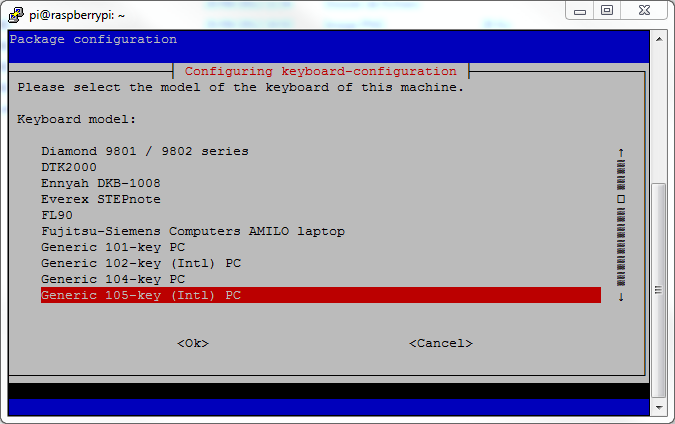 pi@raspberrypi: ~
Package configuration
Configuring keyboard-configuration
Please select the model of the keyboard of this machine.
Keyboard model:
Diamond 9801 / 9802 series
DTK2000
Ennyah DKB-1008
Everex STEPnote
FL90
Fujitsu-Siemens Computers AMILO laptop
Generic 101-key PC
Generic 102-key (Intl) PC
Generic 104-key PC
Generic 105-key (Intl) PC
<Ok> <Cancel>